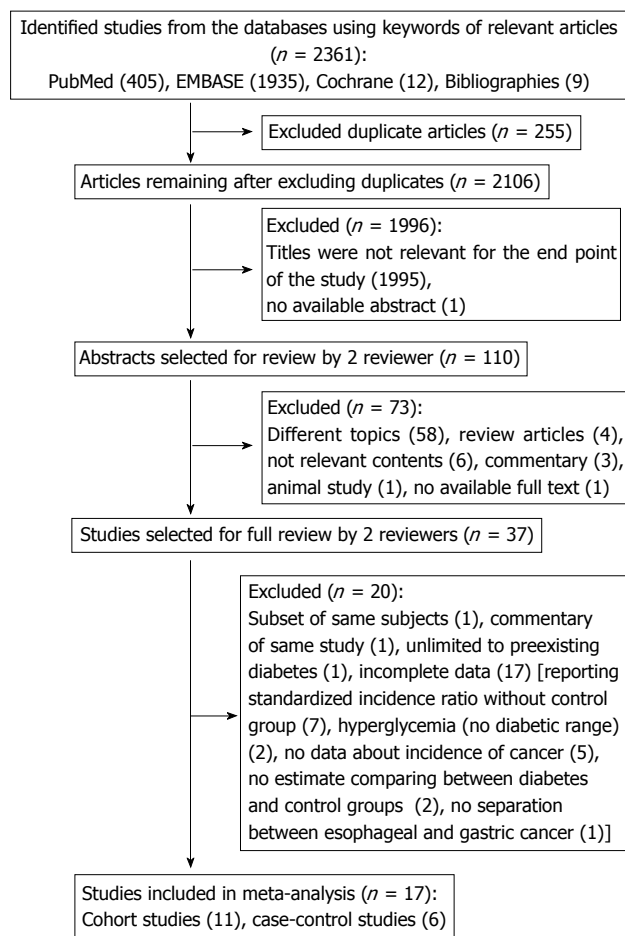 Identified studies from the databases using keywords of relevant articles
(n = 2361):
PubMed (405), EMBASE (1935), Cochrane (12), Bibliographies (9)
Excluded duplicate articles (n = 255)
Articles remaining after excluding duplicates (n = 2106)
Excluded (n = 1996):
Titles were not relevant for the end point
of the study (1995),
no available abstract (1)
Abstracts selected for review by 2 reviewer (n = 110)
Excluded (n = 73):
Different topics (58), review articles (4),
not relevant contents (6), commentary (3),
animal study (1), no available full text (1)
Studies selected for full review by 2 reviewers (n = 37)
Excluded (n = 20):
Subset of same subjects (1), commentary
of same study (1), unlimited to preexisting
diabetes (1), incomplete data (17) [reporting
standardized incidence ratio without control
group (7), hyperglycemia (no diabetic range)
(2), no data about incidence of cancer (5),
no estimate comparing between diabetes
and control groups (2), no separation
between esophageal and gastric cancer (1)]
Studies included in meta-analysis (n = 17):
Cohort studies (11), case-control studies (6)